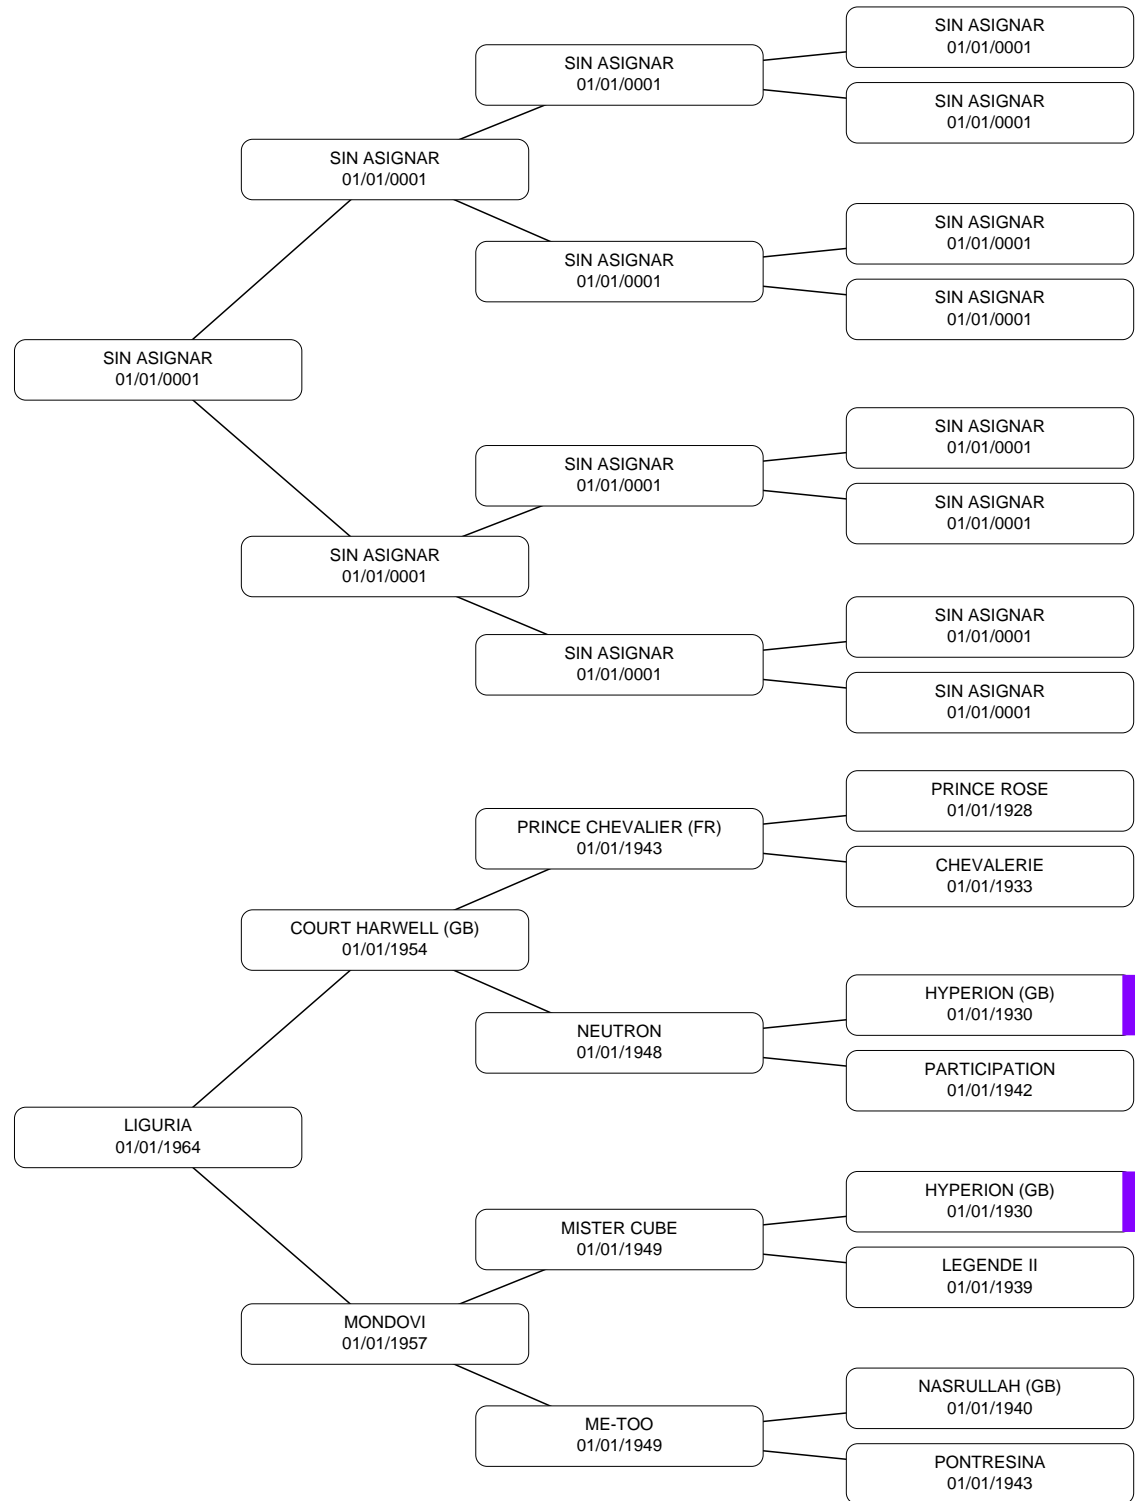 SIN ASIGNAR
01/01/0001
SIN ASIGNAR
01/01/0001
SIN ASIGNAR
01/01/0001
SIN ASIGNAR
01/01/0001
SIN ASIGNAR
01/01/0001
SIN ASIGNAR
01/01/0001
SIN ASIGNAR
01/01/0001
SIN ASIGNAR
01/01/0001
SIN ASIGNAR
01/01/0001
SIN ASIGNAR
01/01/0001
SIN ASIGNAR
01/01/0001
SIN ASIGNAR
01/01/0001
SIN ASIGNAR
01/01/0001
SIN ASIGNAR
01/01/0001
SIN ASIGNAR
01/01/0001
PRINCE ROSE
01/01/1928
PRINCE CHEVALIER (FR)
01/01/1943
CHEVALERIE
01/01/1933
COURT HARWELL (GB)
01/01/1954
HYPERION (GB)
01/01/1930
NEUTRON
01/01/1948
PARTICIPATION
01/01/1942
LIGURIA
01/01/1964
HYPERION (GB)
01/01/1930
MISTER CUBE
01/01/1949
LEGENDE II
01/01/1939
MONDOVI
01/01/1957
NASRULLAH (GB)
01/01/1940
ME-TOO
01/01/1949
PONTRESINA
01/01/1943